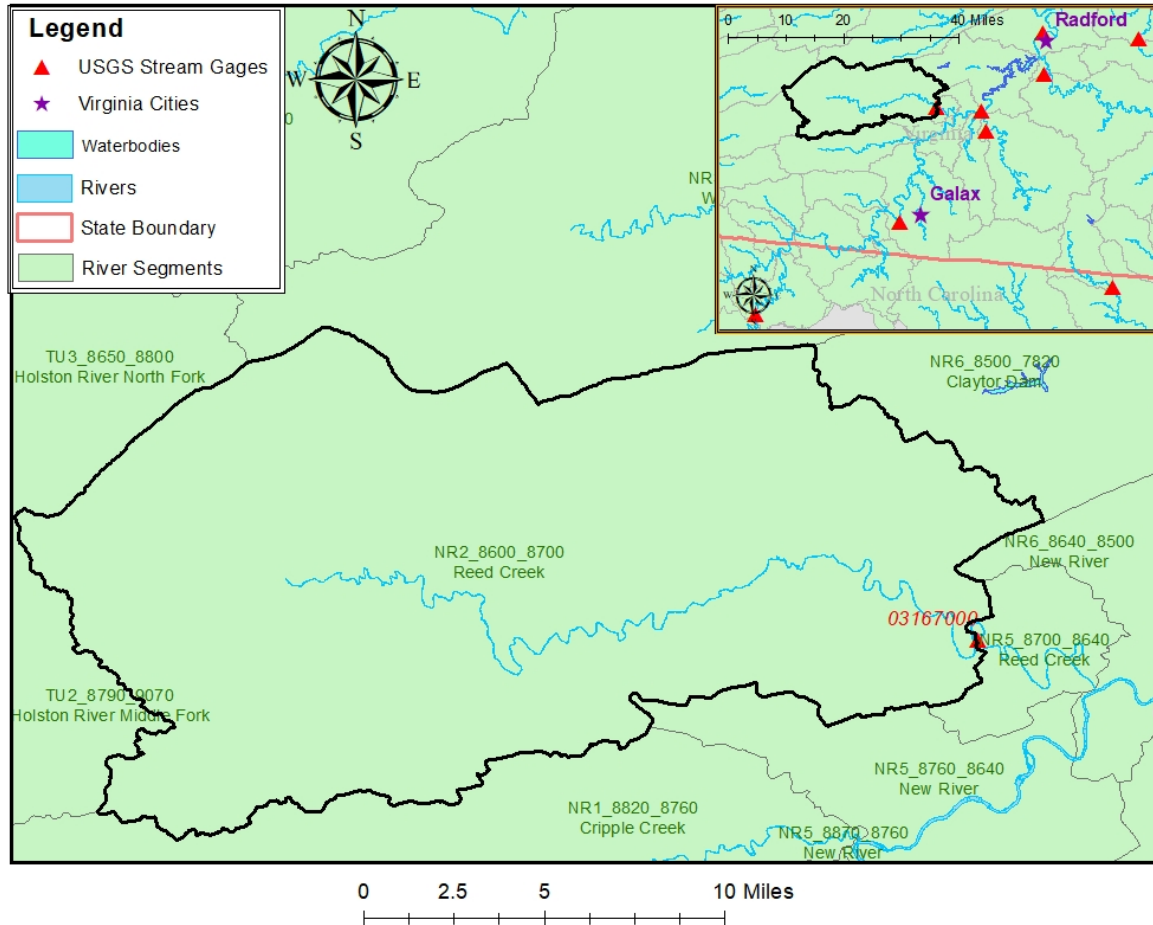 Legend
USGS Stream Gages
Virginia Cities
Waterbodies
Rivers
State Boundary
River Segments
N
W
E
S
0
NR
W
0 10 20 40 Miles
Radford
Virginia
Galax
North Carolina
N
W
TU3_8650_8800
Holston River North Fork
NR6_8500_7820
Claytor Dam
NR2_8600_8700
Reed Creek
NR6_8640_8500
New River
03167000
NR5_8700_8640
Reed Creek
TU2_8790_9070
Holston River Middle Fork
NR5_8760_8640
New River
NR1_8820_8760
Cripple Creek
NR5_8870_8760
New River
0 2.5 5 10 Miles